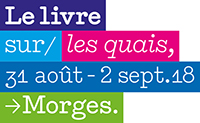 Le livre
sur/ les quais,
31 août - 2 sept.18
→Morges.